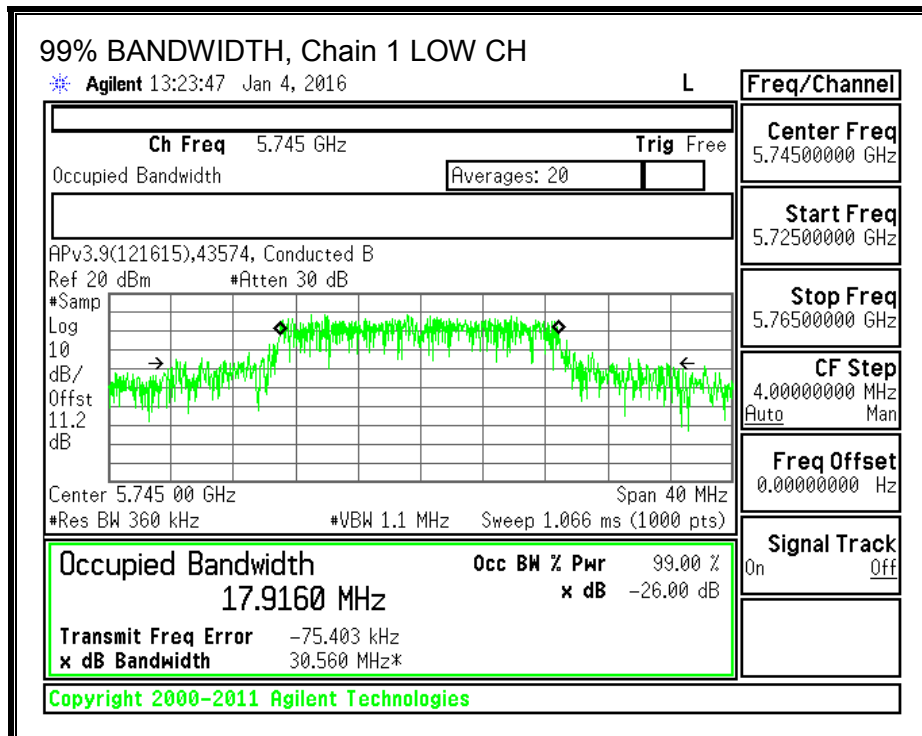 99% BANDWIDTH, Chain 1 LOW CH
Agilent 13:23:47 Jan 4, 2016 L
Freq/Channel
Ch Freq 5.745 GHz Trig Free
Occupied Bandwidth Averages: 20
APv3.9(121615),43574, Conducted B
Ref 20 dBm #Atten 30 dB
#Samp
Log
10
dB/
Offst
11.2
dB
Center 5.745 00 GHz Span 40 MHz
#Res BW 360 kHz #VBW 1.1 MHz Sweep 1.066 ms (1000 pts)
Occupied Bandwidth Occ BW % Pwr 99.00 %
17.9160 MHz x dB -26.00 dB
Transmit Freq Error -75.403 kHz
x dB Bandwidth 30.560 MHz*
Copyright 2000-2011 Agilent Technologies
Center Freq
5.74500000 GHz
Start Freq
5.72500000 GHz
Stop Freq
5.76500000 GHz
CF Step
4.00000000 MHz
Auto Man
Freq Offset
0.00000000 Hz
Signal Track
On Off